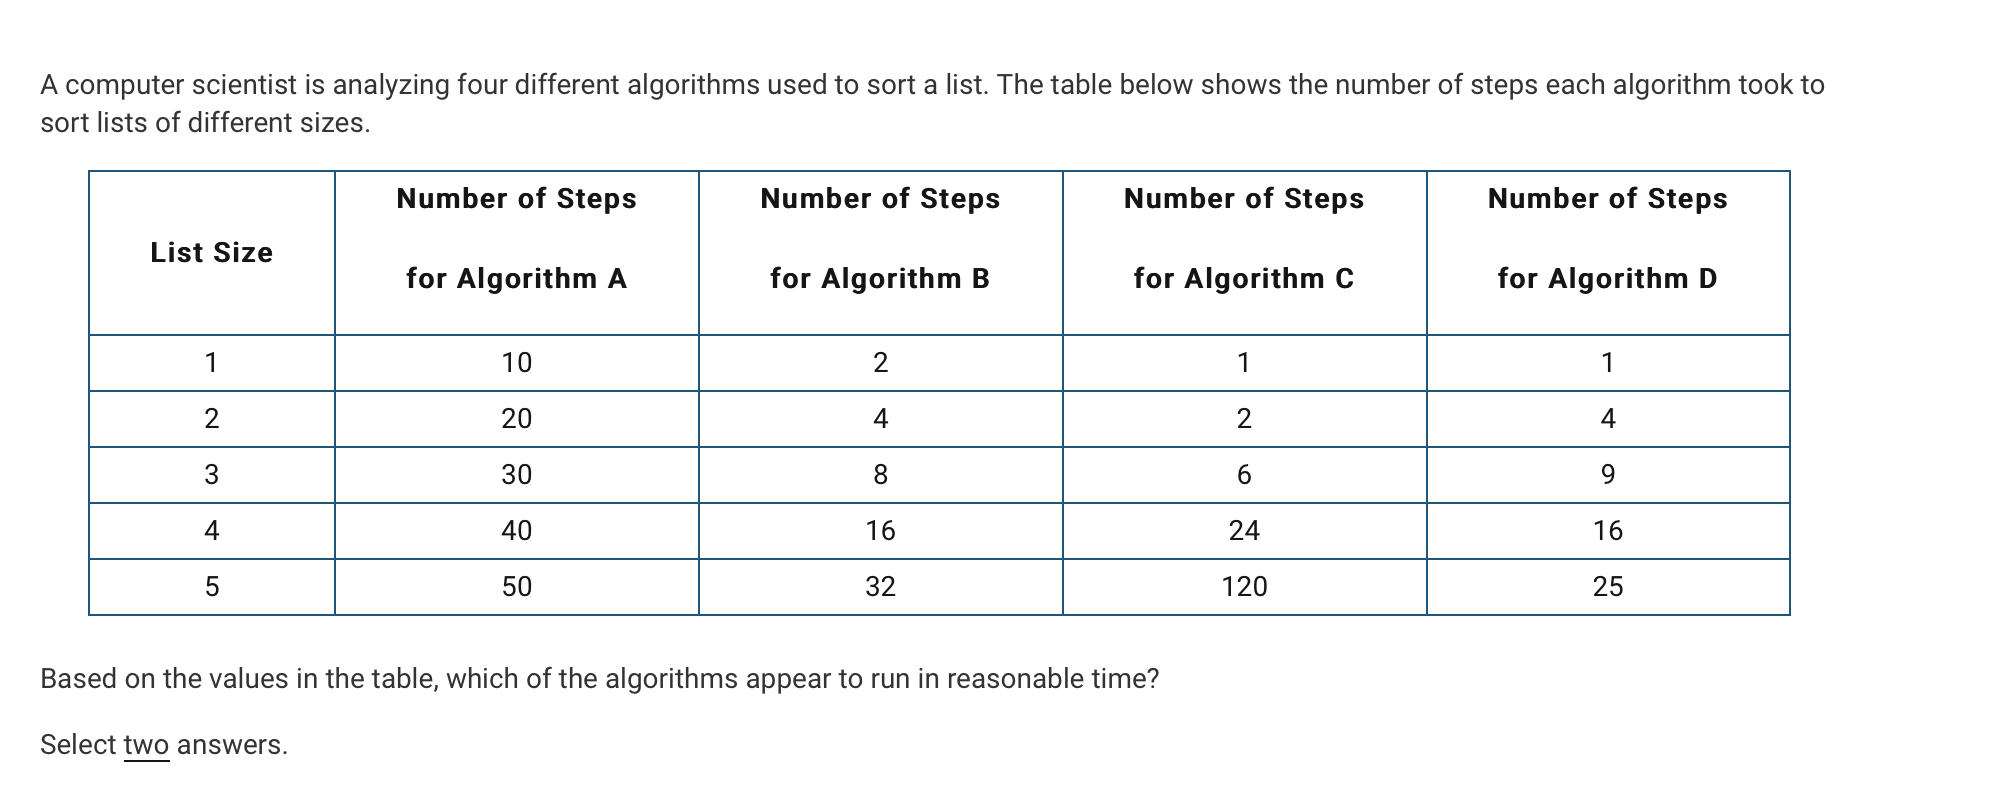 A computer scientist is analyzing four different algorithms used to sort a list. The table below shows the number of steps each algorithm took to
sort lists of different sizes.
List Size
Number of Steps
for Algorithm A
Number of Steps
for Algorithm B
Number of Steps
for Algorithm C
Number of Steps
for Algorithm D
1 10 2 1 1
2 20 4 2 4
3 30 8 6 9
4 40 16 24 16
5 50 32 120 25
Based on the values in the table, which of the algorithms appear to run in reasonable time?
Select two answers.